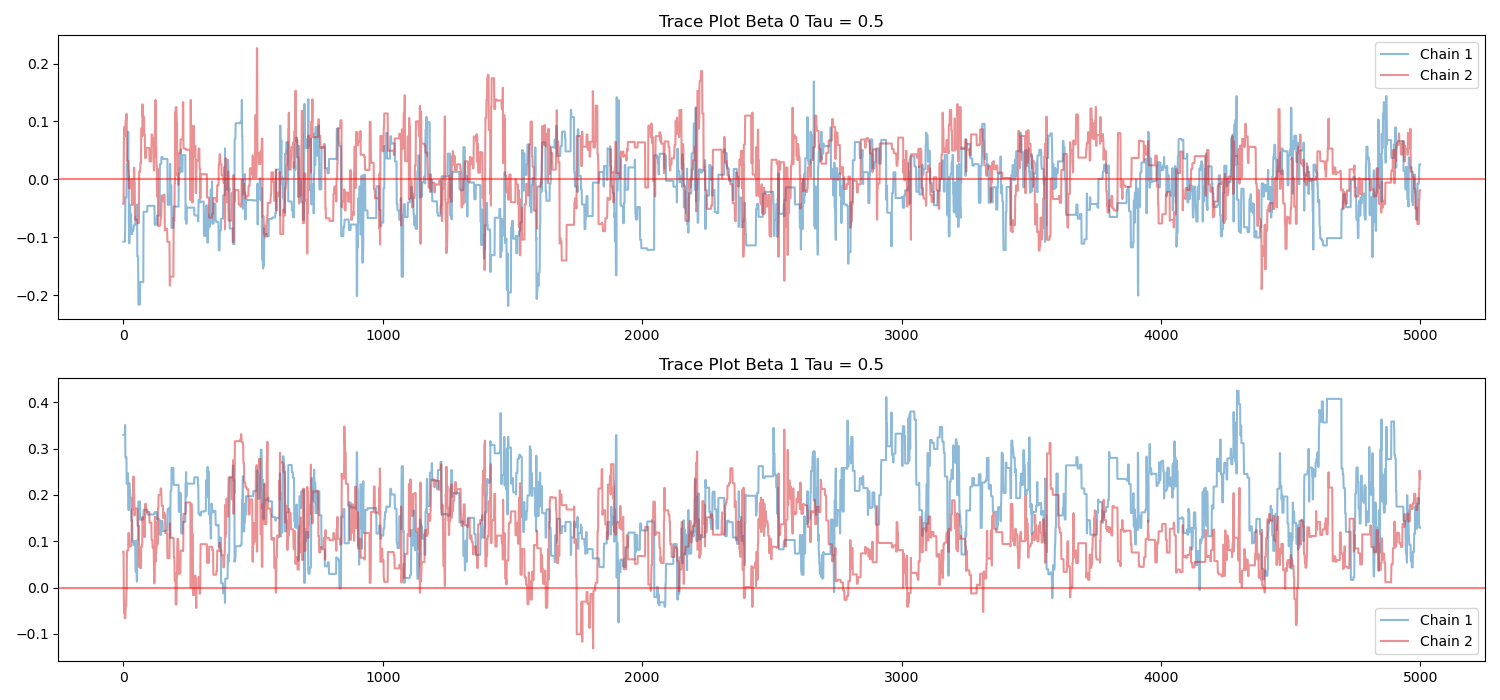 Trace Plot Beta 0 Tau = 0.5
0.2
0.1
0.0
−0.1
−0.2
Chain 1
Chain 2
0 1000 2000 3000 4000 5000
Trace Plot Beta 1 Tau = 0.5
0.4
0.3
0.2
0.1
0.0
−0.1
Chain 1
Chain 2
0 1000 2000 3000 4000 5000